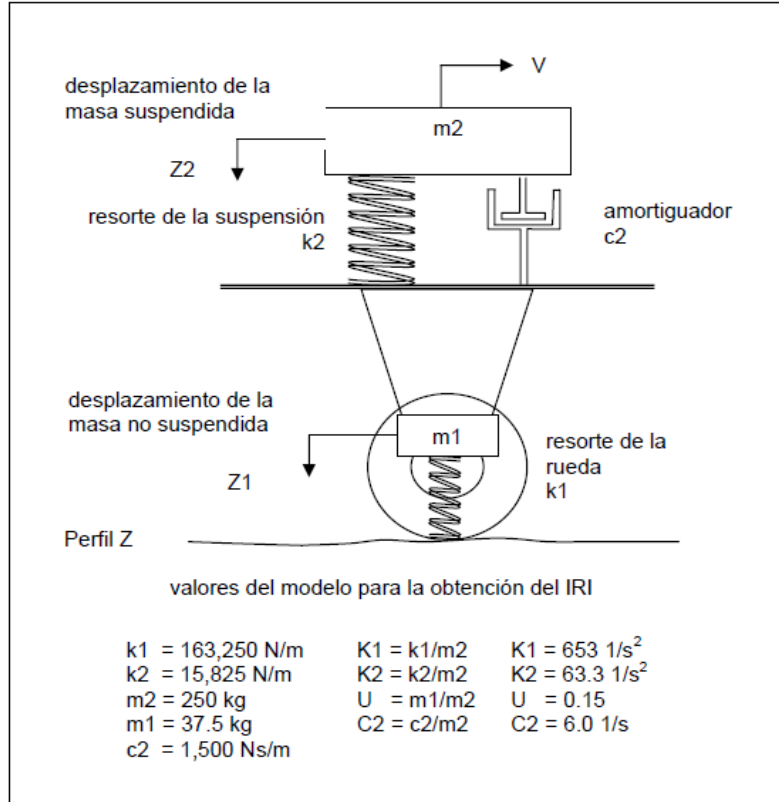 desplazamiento de la
masa suspendida
V
m2
Z2
resorte de la suspensión
k2
amortiguador
c2
desplazamiento de la
masa no suspendida
m1
Z1
resorte de la
rueda
k1
Perfil Z
valores del modelo para la obtención del IRI
k1 = 163,250 N/m K1 = k1/m2 K1 = 653 1/s²
k2 = 15,825 N/m K2 = k2/m2 K2 = 63.3 1/s²
m2 = 250 kg U = m1/m2 U = 0.15
m1 = 37.5 kg C2 = c2/m2 C2 = 6.0 1/s
c2 = 1,500 Ns/m